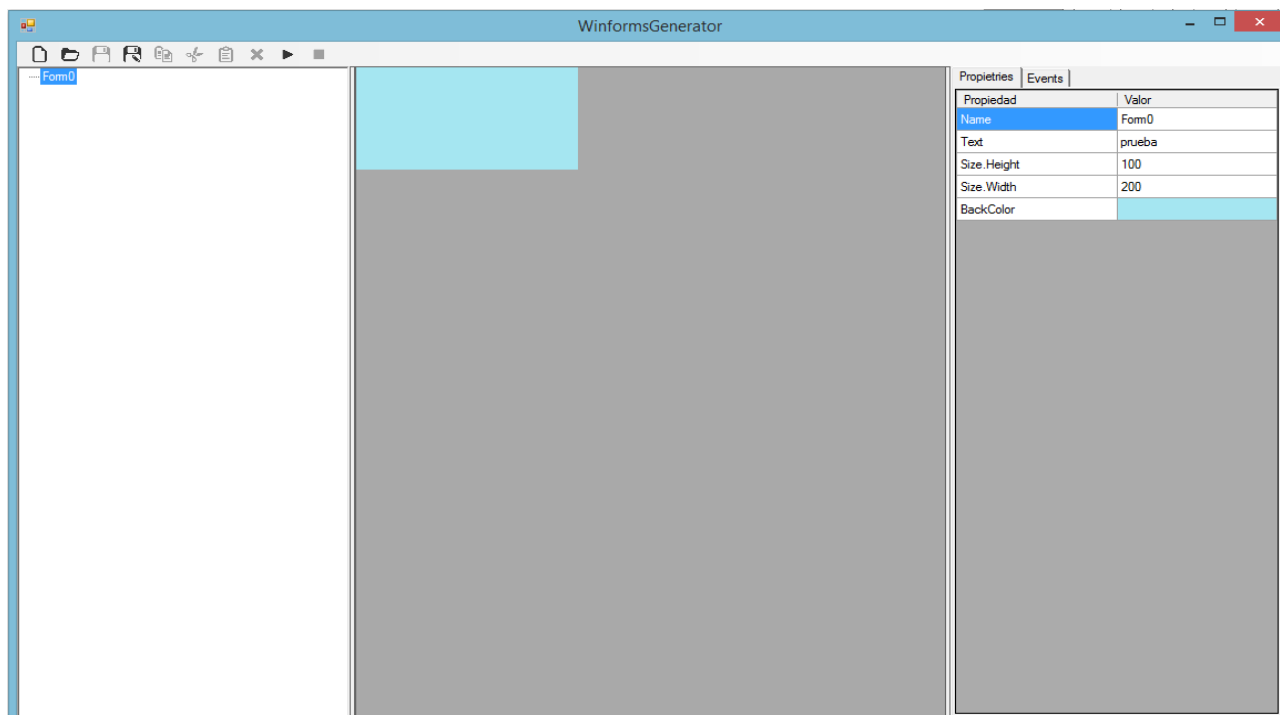 WinformsGenerator
Form0
Propietries Events
Propiedad Valor
Name Form0
Text prueba
Size.Height 100
Size.Width 200
BackColor